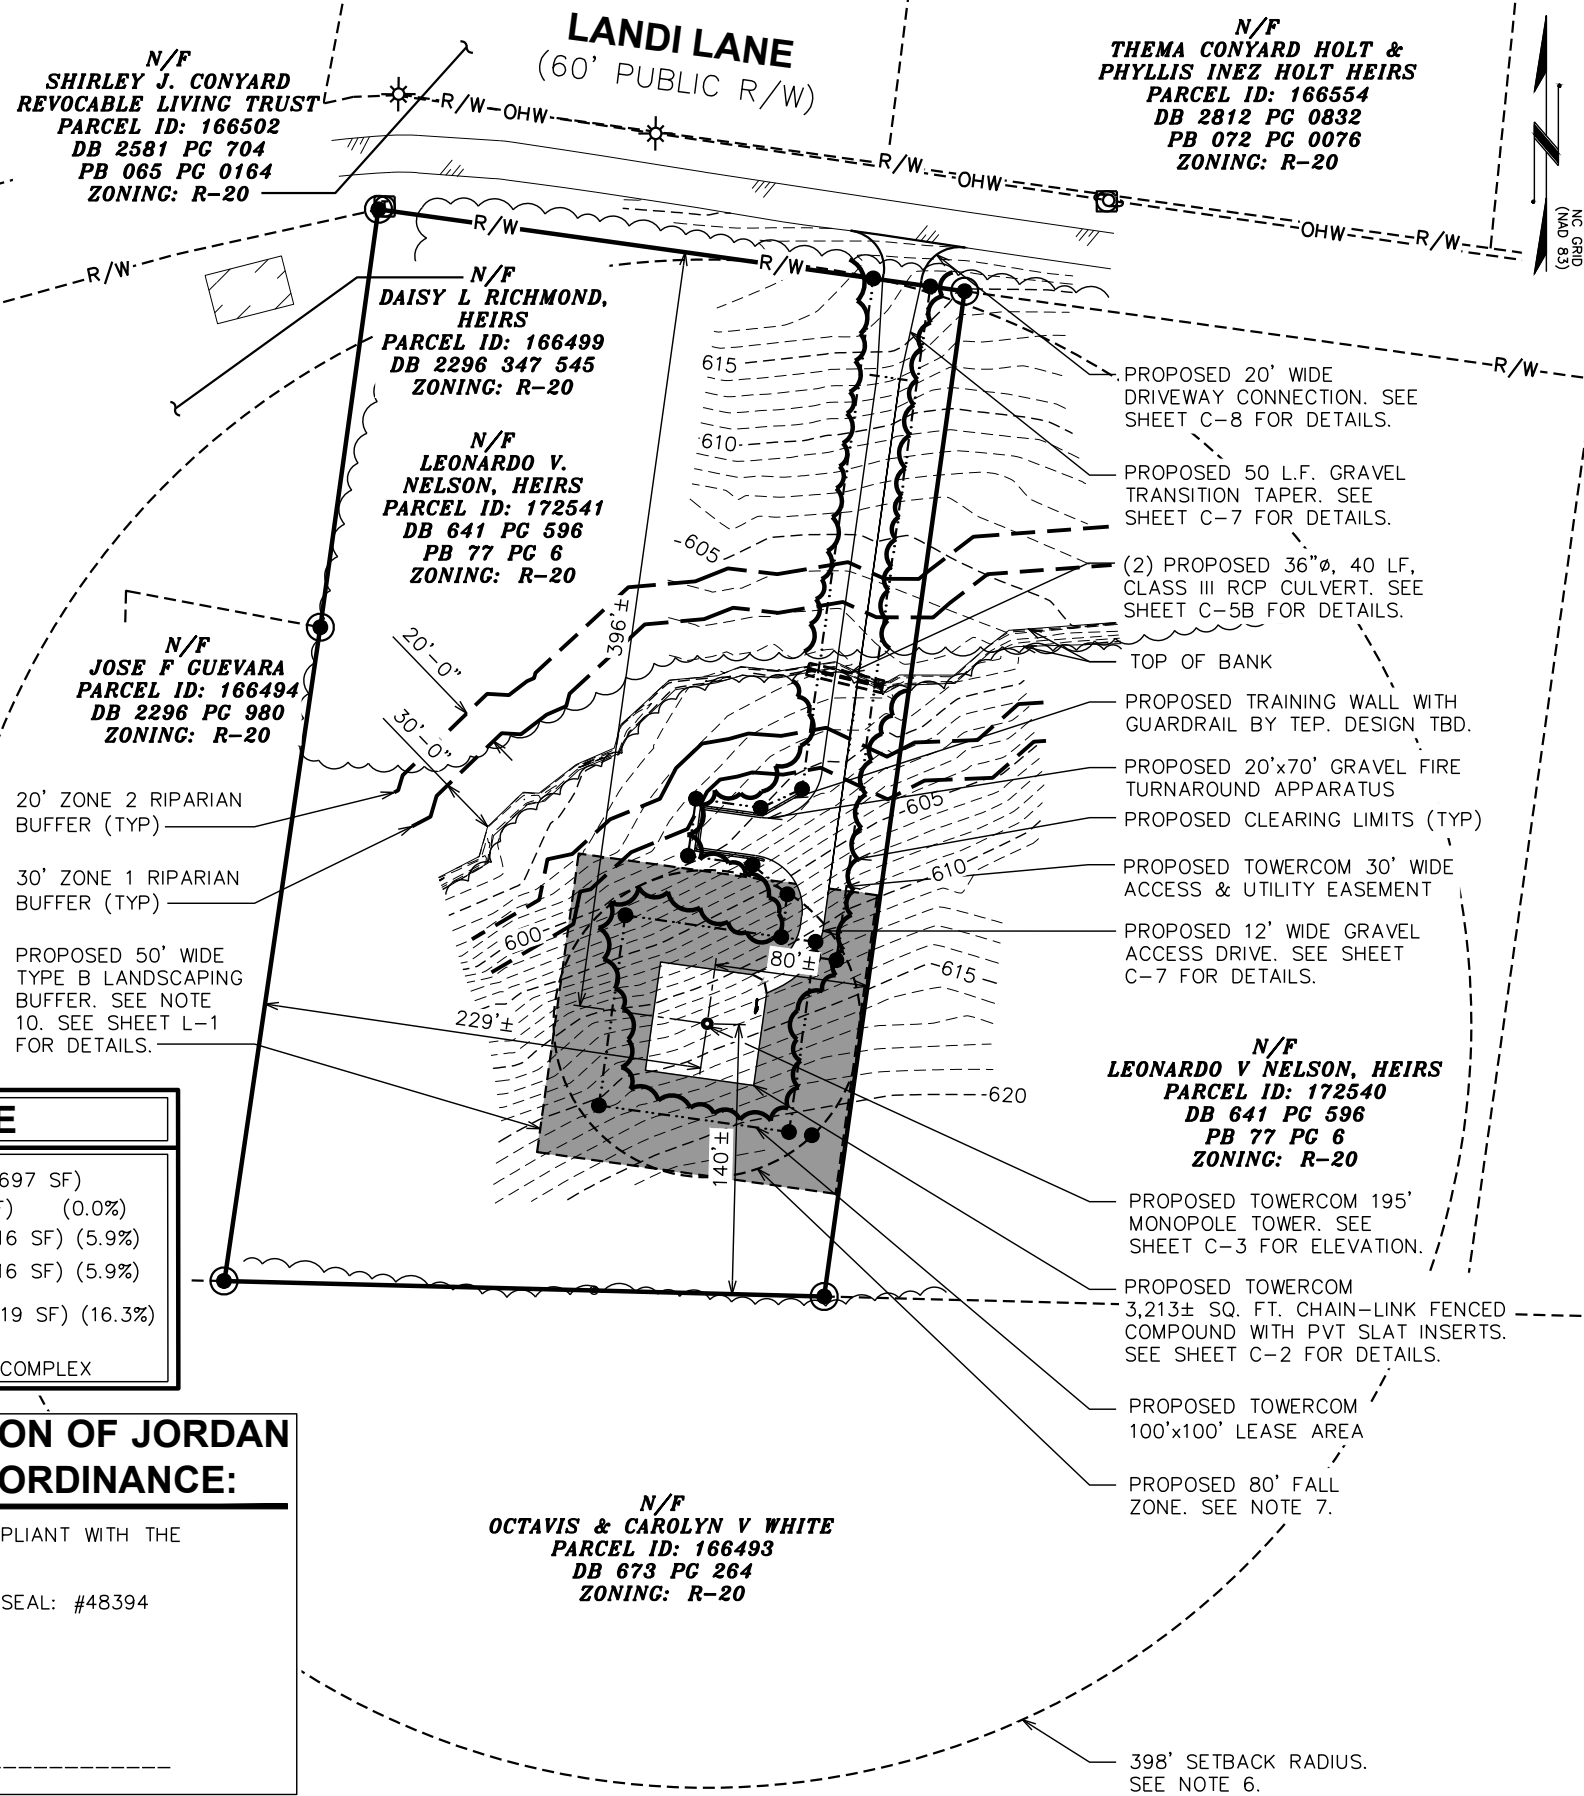 LANDI LANE
(60' PUBLIC R/W)
N/F
SHIRLEY J. CONYARD
REVOCABLE LIVING TRUST
PARCEL ID: 166502
DB 2581 PG 704
PB 065 PG 0164
ZONING: R-20
N/F
THEMA CONYARD HOLT &
PHYLLIS INEZ HOLT HEIRS
PARCEL ID: 166554
DB 2812 PG 0832
PB 072 PG 0076
ZONING: R-20
NC GRID
(NAD 83)
R/W
OHW
R/W
OHW
OHW
R/W
R/W
R/W
R/W
R/W
N/F
DAISY L RICHMOND,
HEIRS
PARCEL ID: 166499
DB 2296 347 545
ZONING: R-20
N/F
LEONARDO V.
NELSON, HEIRS
PARCEL ID: 172541
DB 641 PG 596
PB 77 PG 6
ZONING: R-20
615
610
605
396'±
20'-0"
30'-0"
N/F
JOSE F GUEVARA
PARCEL ID: 166494
DB 2296 PG 980
ZONING: R-20
20' ZONE 2 RIPARIAN
BUFFER (TYP)
30' ZONE 1 RIPARIAN
BUFFER (TYP)
PROPOSED 50' WIDE
TYPE B LANDSCAPING
BUFFER. SEE NOTE
10. SEE SHEET L-1
FOR DETAILS.
600
80'±
229'±
140'±
605
610
615
620
PROPOSED 20' WIDE
DRIVEWAY CONNECTION. SEE
SHEET C-8 FOR DETAILS.
PROPOSED 50 L.F. GRAVEL
TRANSITION TAPER. SEE
SHEET C-7 FOR DETAILS.
(2) PROPOSED 36"ø, 40 LF,
CLASS III RCP CULVERT. SEE
SHEET C-5B FOR DETAILS.
TOP OF BANK
PROPOSED TRAINING WALL WITH
GUARDRAIL BY TEP. DESIGN TBD.
PROPOSED 20'x70' GRAVEL FIRE
TURNAROUND APPARATUS
PROPOSED CLEARING LIMITS (TYP)
PROPOSED TOWERCOM 30' WIDE
ACCESS & UTILITY EASEMENT
PROPOSED 12' WIDE GRAVEL
ACCESS DRIVE. SEE SHEET
C-7 FOR DETAILS.
N/F
LEONARDO V NELSON, HEIRS
PARCEL ID: 172540
DB 641 PG 596
PB 77 PG 6
ZONING: R-20
PROPOSED TOWERCOM 195'
MONOPOLE TOWER. SEE
SHEET C-3 FOR ELEVATION.
PROPOSED TOWERCOM
3,213± SQ. FT. CHAIN-LINK FENCED
COMPOUND WITH PVT SLAT INSERTS.
SEE SHEET C-2 FOR DETAILS.
PROPOSED TOWERCOM
100'x100' LEASE AREA
PROPOSED 80' FALL
ZONE. SEE NOTE 7.
398' SETBACK RADIUS.
SEE NOTE 6.
E
697 SF)
F) (0.0%)
16 SF) (5.9%)
16 SF) (5.9%)
19 SF) (16.3%)
COMPLEX
ON OF JORDAN
ORDINANCE:
PLIANT WITH THE
SEAL: #48394
N/F
OCTAVIS & CAROLYN V WHITE
PARCEL ID: 166493
DB 673 PG 264
ZONING: R-20